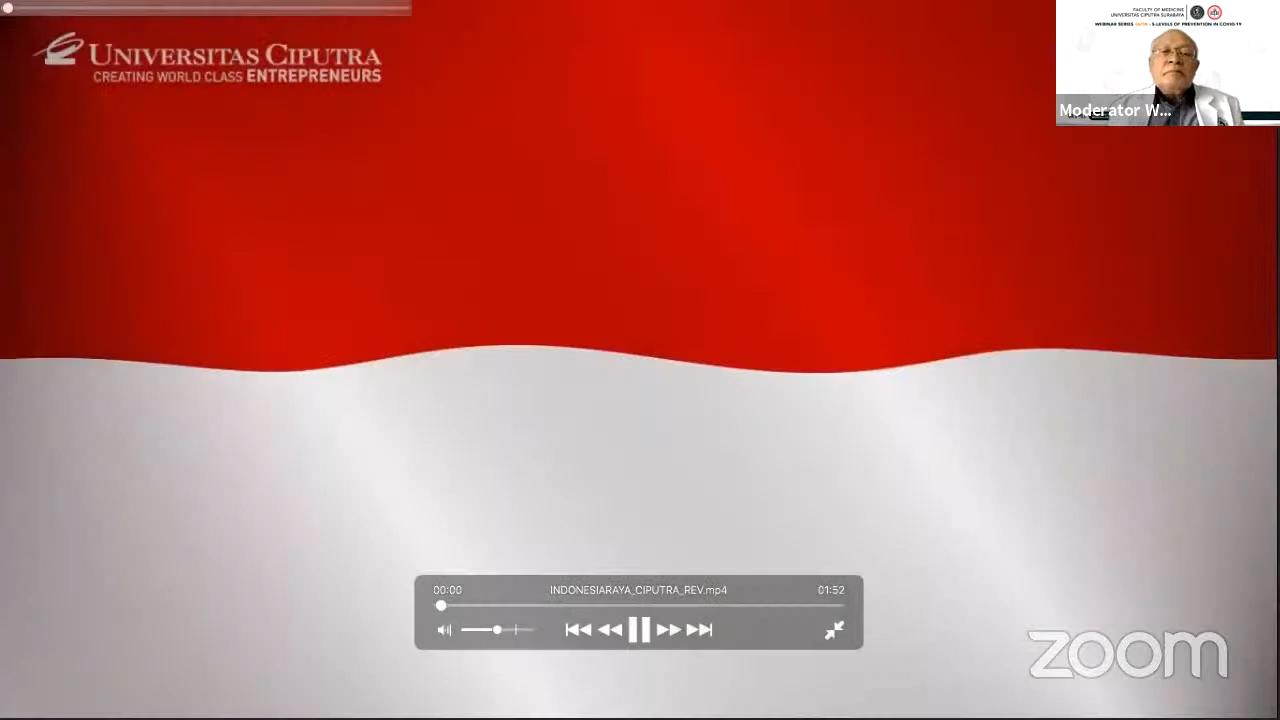 UNIVERSITAS CIPUTRA
CREATING WORLD CLASS ENTREPRENEURS
FACULTY OF MEDICINE
UNIVERSITAS CIPUTRA SURABAYA
Moderator W...
00:00
INDONESIARAYA_CIPUTRA_REV.mp4
01:52
zoom